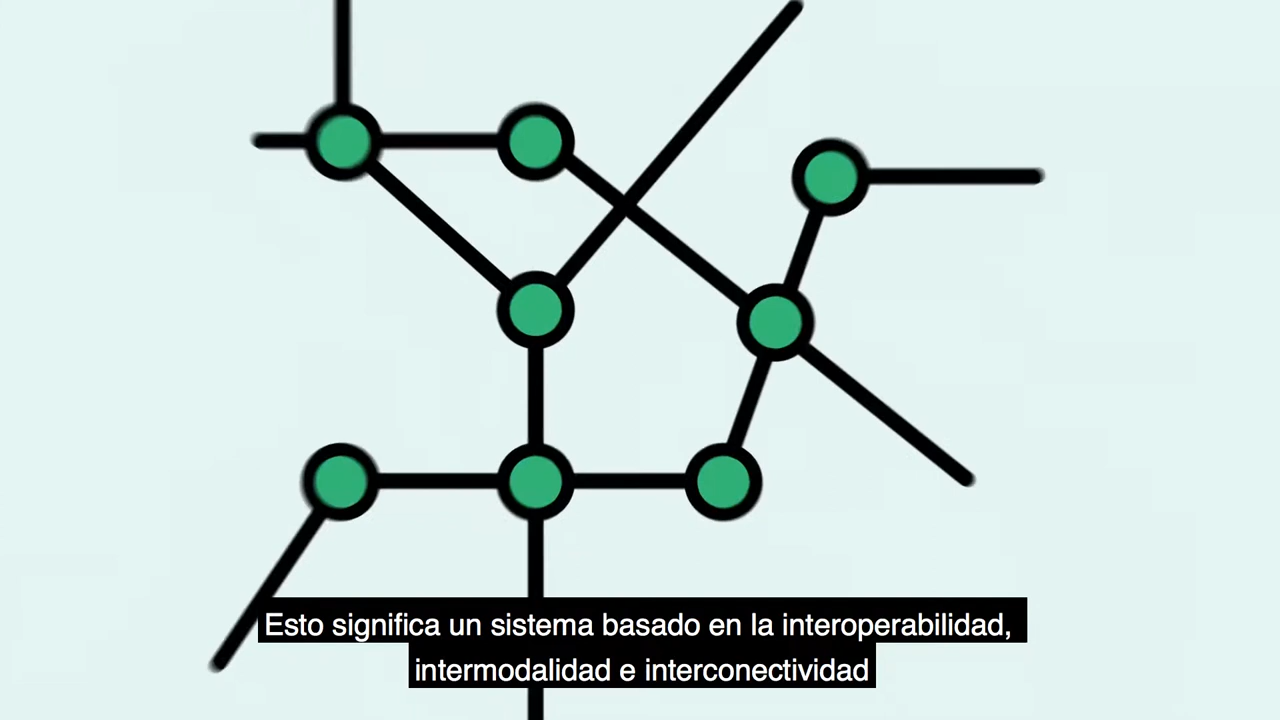 Esto significa un sistema basado en la interoperabilidad,
intermodalidad e interconectividad